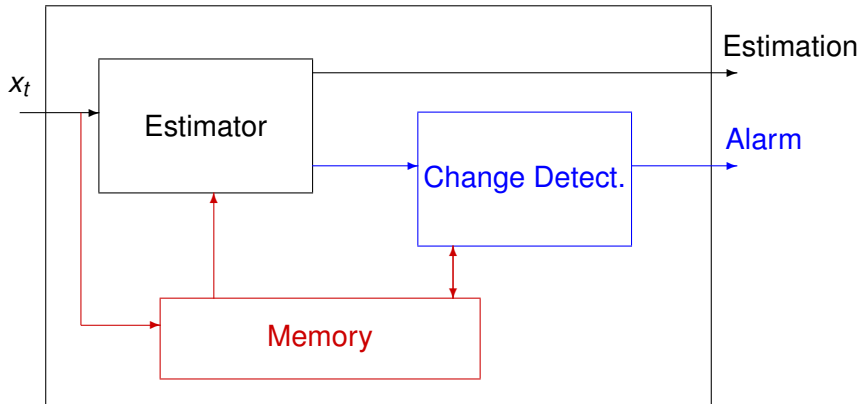 Estimation
x_t
Estimator
Alarm
Change Detect.
Memory